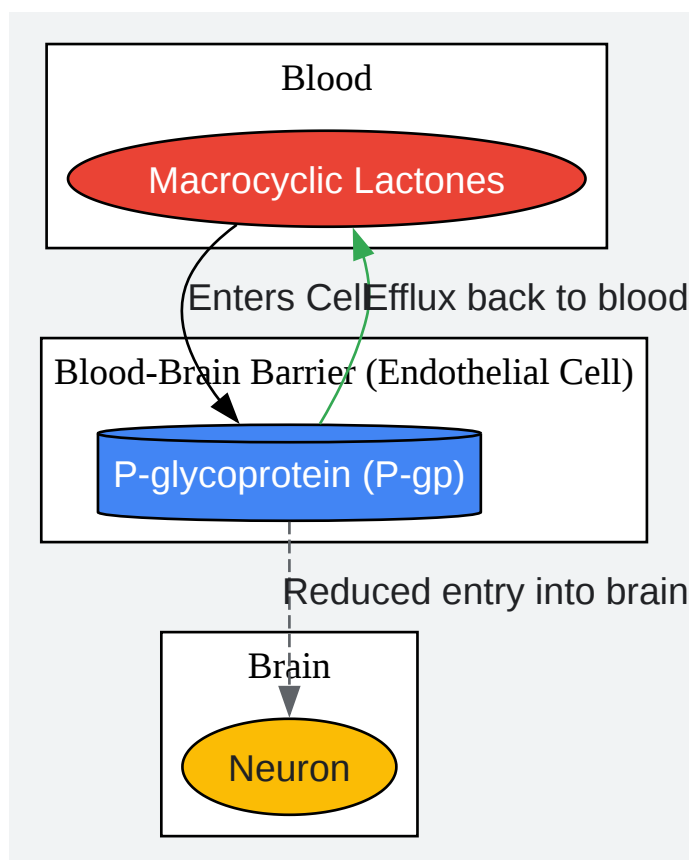 Blood
Macrocyclic Lactones
Enters Cell
Efflux back to blood
Blood-Brain Barrier (Endothelial Cell)
P-glycoprotein (P-gp)
Reduced entry into brain
Brain
Neuron